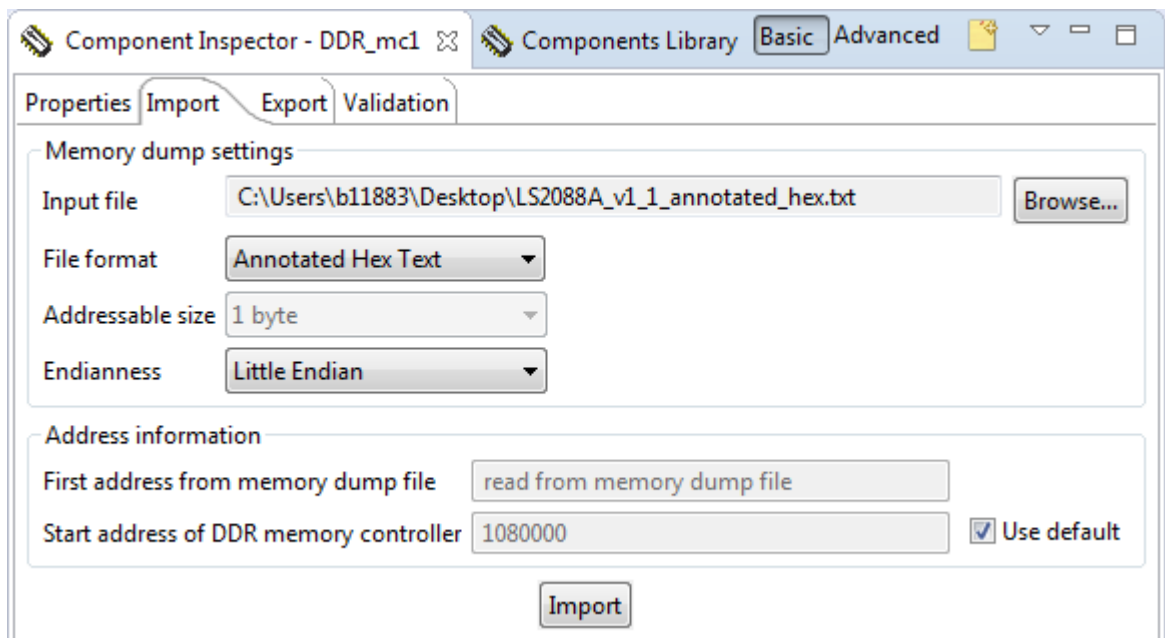 Component Inspector - DDR_mc1 Components Library Basic Advanced
Properties Import Export Validation
Memory dump settings
Input file C:\Users\b11883\Desktop\LS2088A_v1_1_annotated_hex.txt Browse...
File format Annotated Hex Text
Addressable size 1 byte
Endianness Little Endian
Address information
First address from memory dump file read from memory dump file
Start address of DDR memory controller 1080000 Use default
Import